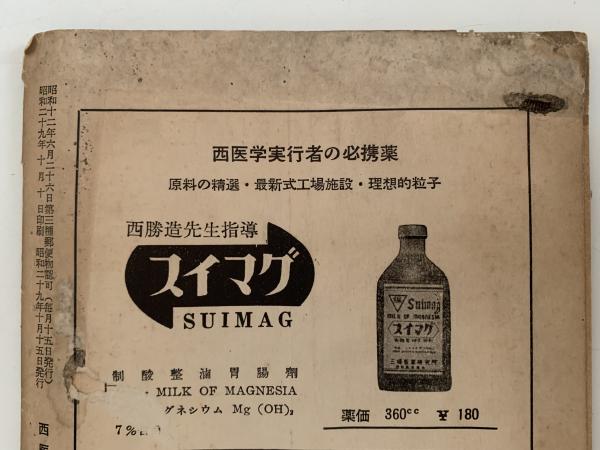 昭和十二年六月二十六日第三種郵便物認可(毎月十五日発行)
昭和二十九年十月十日印刷 昭和二十九年十月十五日発行
西医
西医学実行者の必携薬
原料の精選・最新式工場施設・理想的粒子
西勝造先生指導
スイマグ
SUIMAG
制酸整腸胃腸剤
MILK OF MAGNESIA
グネシウム Mg (OH)₂
7%
Suimag
MILK OF MAGNESIA
スイマグ
薬価 360cc ¥ 180